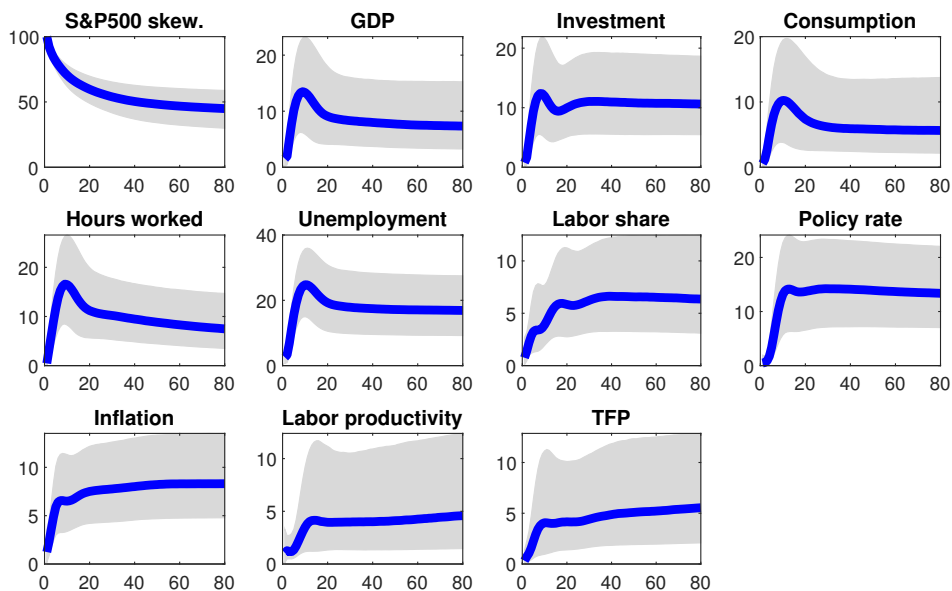 S&P500 skew. GDP Investment Consumption
100 50 0
0 20 40 60 80
20 10 0
0 20 40 60 80
20 10 0
0 20 40 60 80
20 10 0
0 20 40 60 80
Hours worked Unemployment Labor share Policy rate
20 10 0
0 20 40 60 80
40 20 0
0 20 40 60 80
10 5 0
0 20 40 60 80
20 10 0
0 20 40 60 80
Inflation Labor productivity TFP
10 5 0
0 20 40 60 80
10 5 0
0 20 40 60 80
10 5 0
0 20 40 60 80